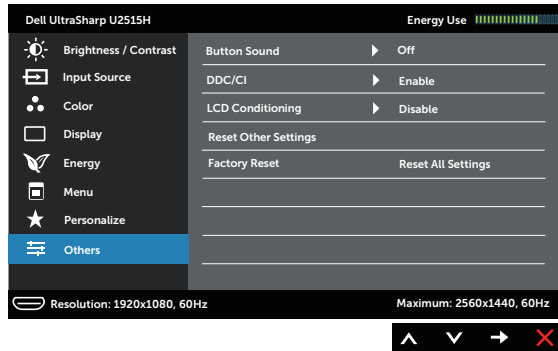 Dell UltraSharp U2515H Energy Use
Brightness / Contrast Button Sound Off
Input Source DDC/CI Enable
Color LCD Conditioning Disable
Display Reset Other Settings
Energy Factory Reset Reset All Settings
Menu
Personalize
Others
Resolution: 1920x1080, 60Hz Maximum: 2560x1440, 60Hz